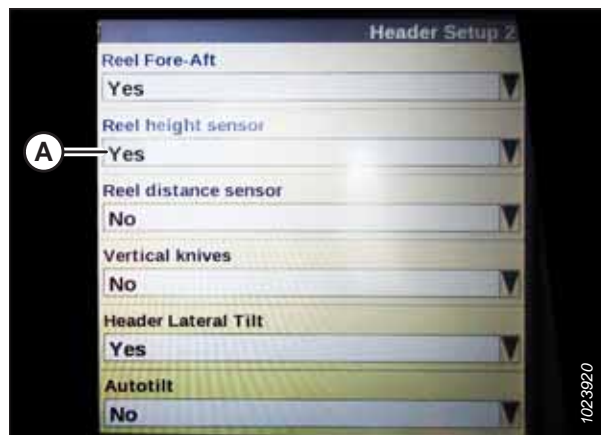 Header Setup 2
Reel Fore-Aft
Yes
Reel height sensor
A
Yes
Reel distance sensor
No
Vertical knives
No
Header Lateral Tilt
Yes
Autotilt
No
1023920